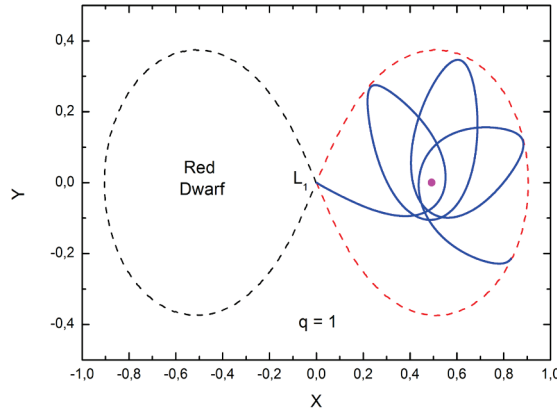 0,4
0,2
0,0
-0,2
-0,4
Y
Red
Dwarf
L1
q = 1
-1,0 -0,8 -0,6 -0,4 -0,2 0,0 0,2 0,4 0,6 0,8 1,0
X